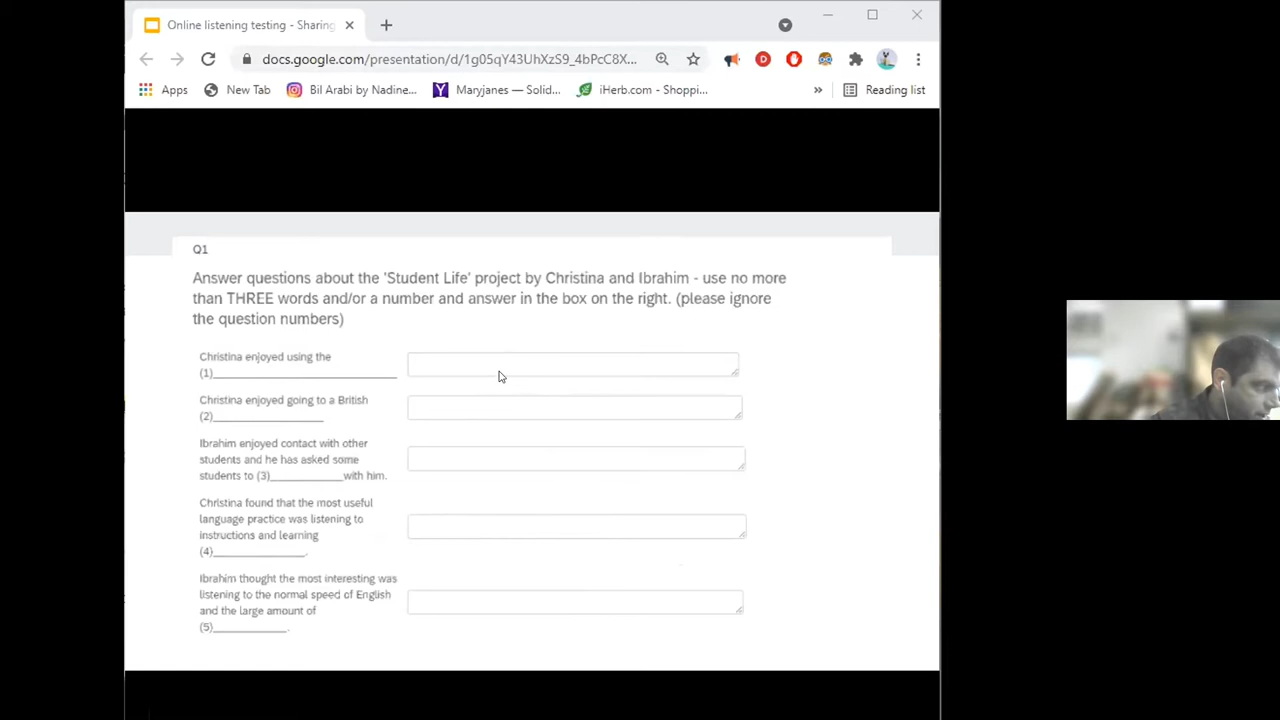 Online listening testing - Sharing
docs.google.com/presentation/d/1g05qY43UhXzS9_4bPcC8X...
Apps
New Tab
Bil Arabi by Nadine...
Maryjanes — Solid...
iHerb.com - Shoppi...
»
Reading list
Q1
Answer questions about the 'Student Life' project by Christina and Ibrahim - use no more
than THREE words and/or a number and answer in the box on the right. (please ignore
the question numbers)
Christina enjoyed using the
(1)______________________________
Christina enjoyed going to a British
(2)__________________
Ibrahim enjoyed contact with other
students and he has asked some
students to (3)____________with him.
Christina found that the most useful
language practice was listening to
instructions and learning
(4)_______________.
Ibrahim thought the most interesting was
listening to the normal speed of English
and the large amount of
(5)____________.